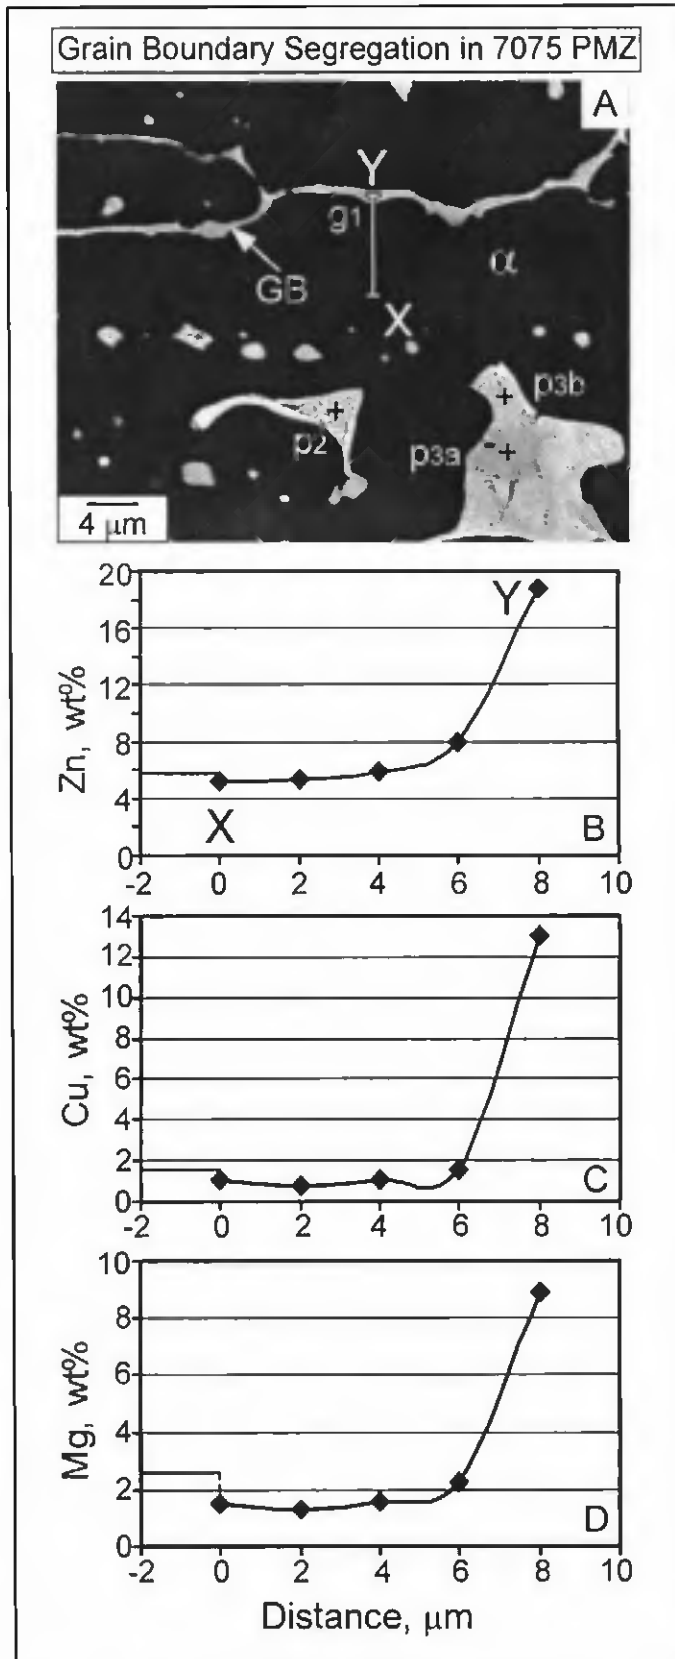 Grain Boundary Segregation in 7075 PMZ
A
Y
g1
α
GB
X
p3b
p2
p3a
4 μm
20
16
12
8
4
0
Zn, wt%
Y
X
B
-2 0 2 4 6 8 10
14
12
10
8
6
4
2
0
Cu, wt%
C
-2 0 2 4 6 8 10
10
8
6
4
2
0
Mg, wt%
D
-2 0 2 4 6 8 10
Distance, μm